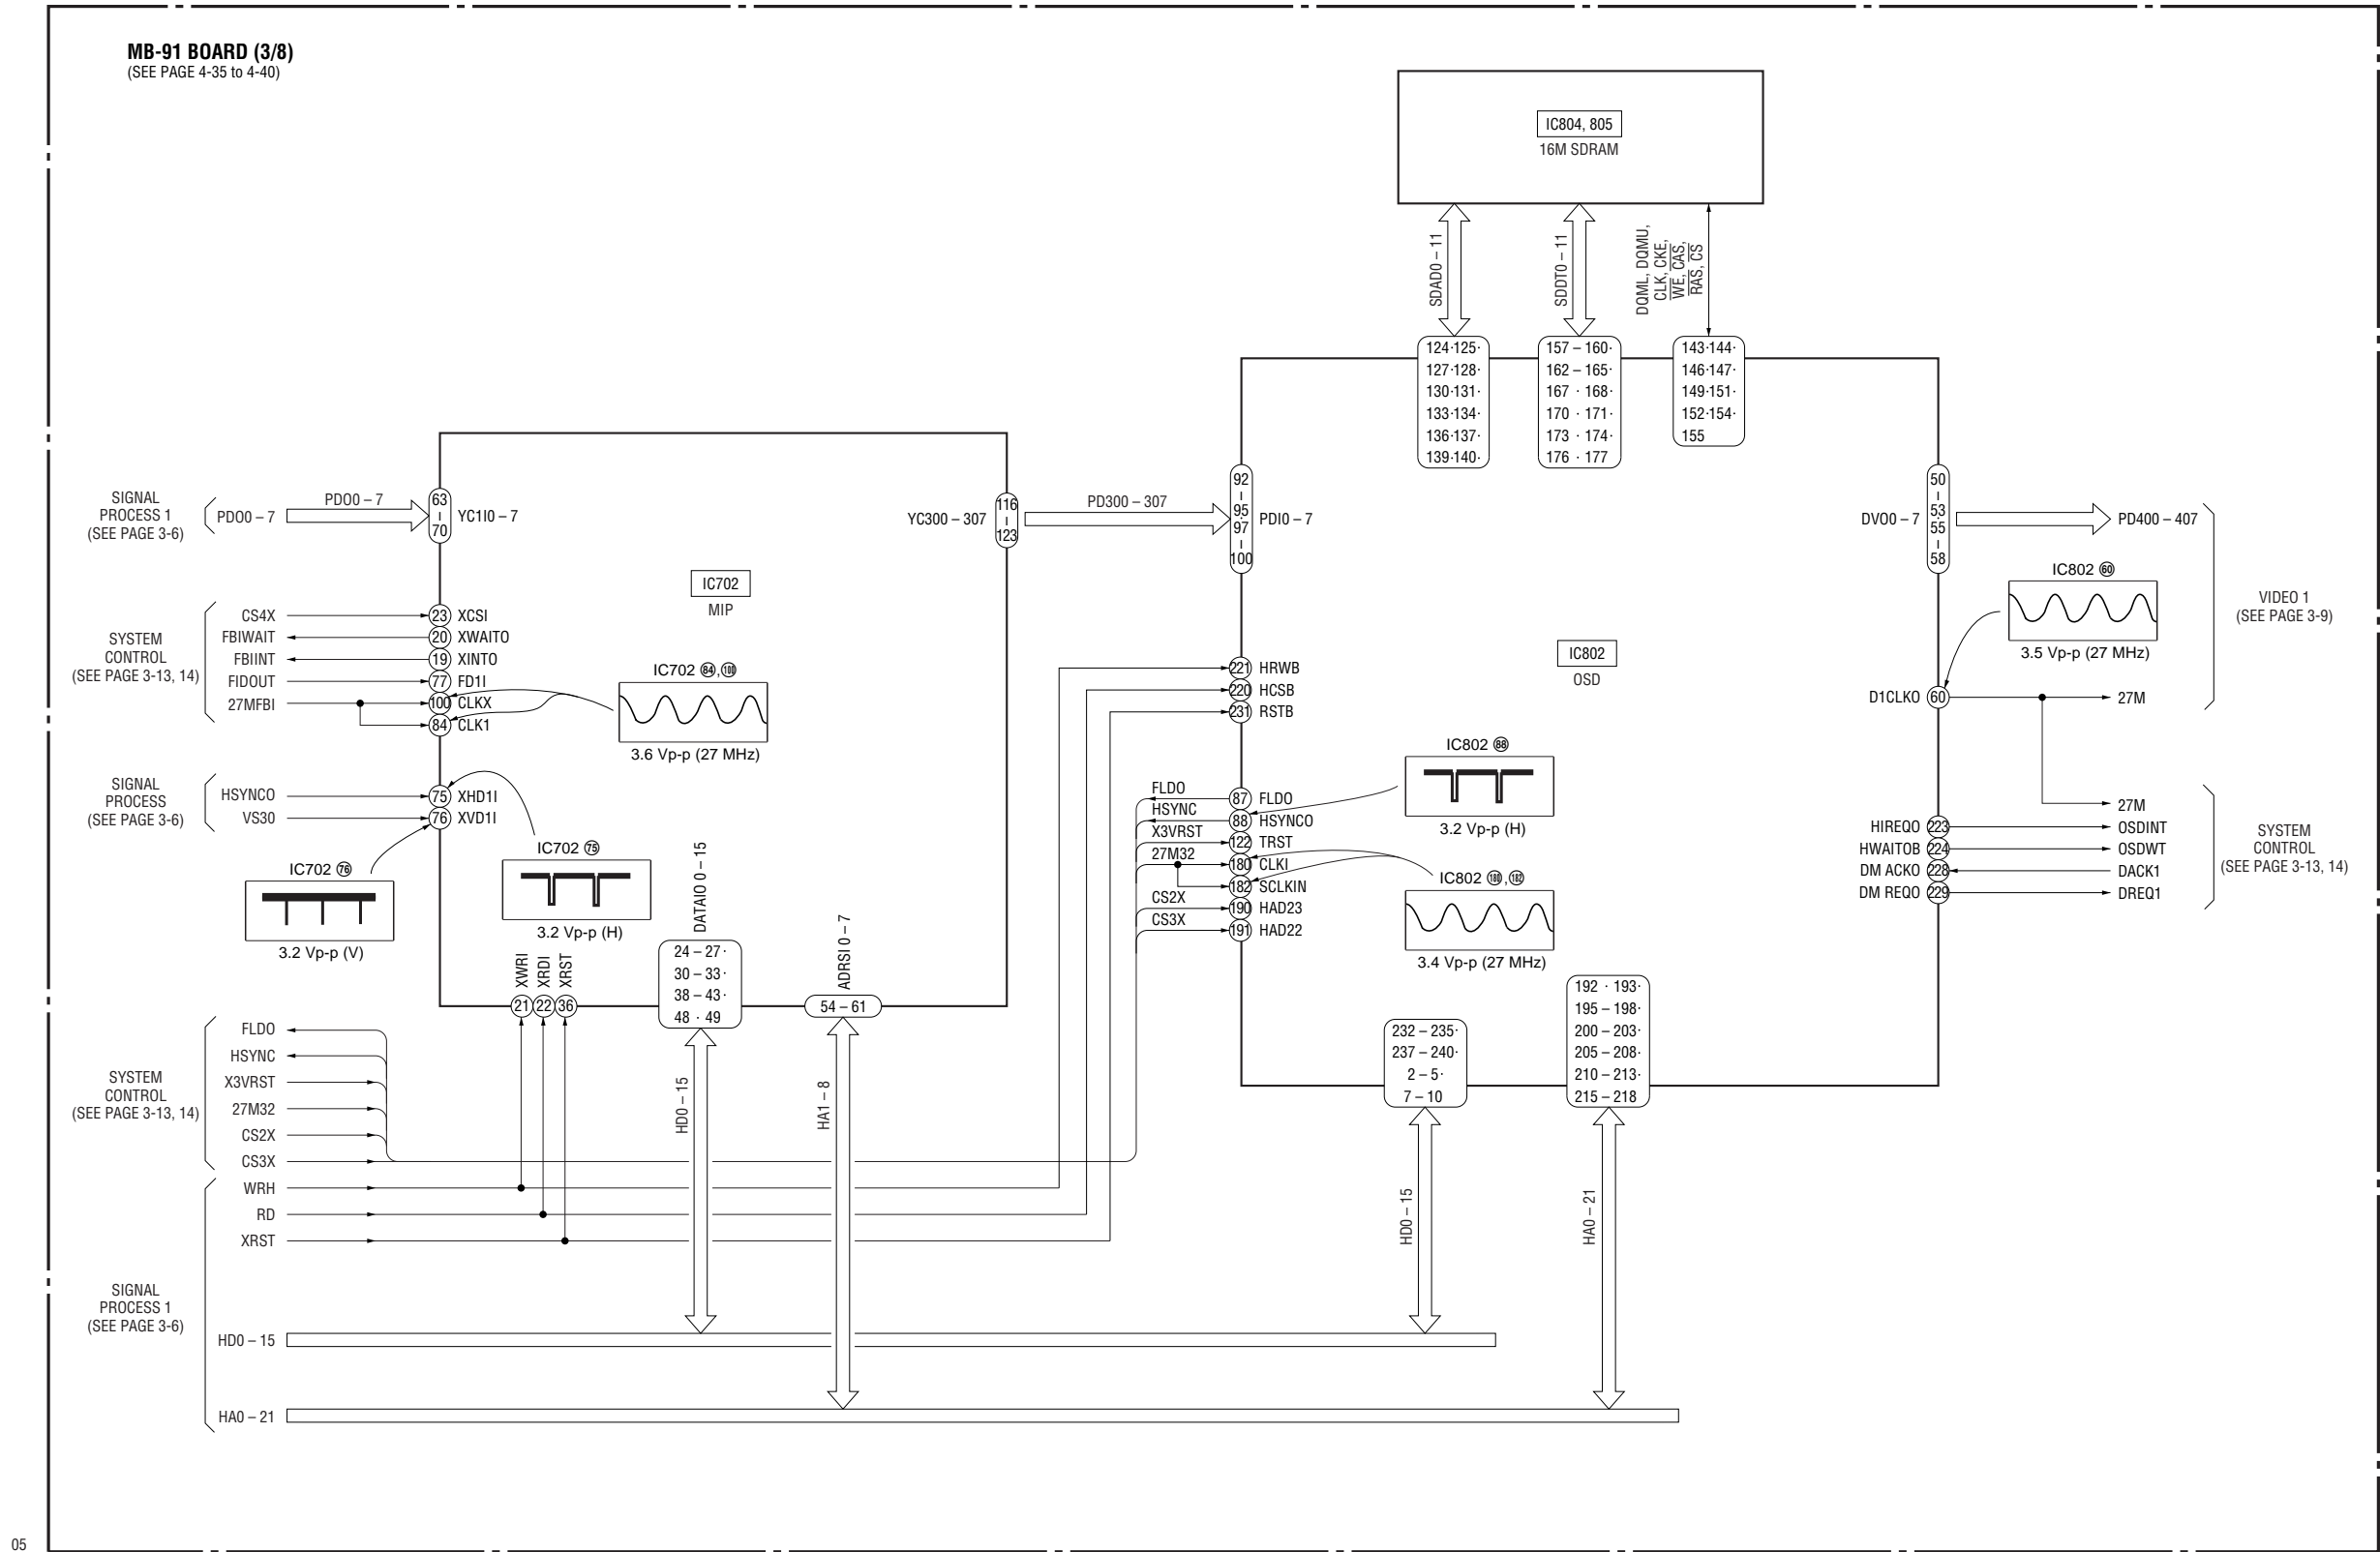 MB-91 BOARD (3/8)
(SEE PAGE 4-35 to 4-40)
IC804, 805
16M SDRAM
SDAD0 – 11
SDDT0 – 11
DQML, DQMU,
CLK, CKE,
WE, CAS,
RAS, CS
124·125·
127·128·
130·131·
133·134·
136·137·
139·140·
157 – 160·
162 – 165·
167 · 168·
170 · 171·
173 · 174·
176 · 177
143·144·
146·147·
149·151·
152·154·
155
SIGNAL
PROCESS 1
(SEE PAGE 3-6)
PDO0 – 7
PDO0 – 7
63
70
YC1I0 – 7
YC300 – 307
116
123
PD300 – 307
92
95
97
100
PDI0 – 7
DVO0 – 7
50
53
55
58
PD400 – 407
IC702
MIP
IC802
OSD
SYSTEM
CONTROL
(SEE PAGE 3-13, 14)
CS4X
23 XCSI
FBIWAIT
20 XWAITO
FBIINT
19 XINTO
FIDOUT
77 FD1I
27MFBI
100 CLKX
84 CLK1
IC702 84, 100
3.6 Vp-p (27 MHz)
SIGNAL
PROCESS
(SEE PAGE 3-6)
HSYNCO
75 XHD1I
VS30
76 XVD1I
IC702 76
3.2 Vp-p (V)
IC702 75
3.2 Vp-p (H)
XWRI
XRDI
XRST
21 22 36
DATAIO 0 – 15
24 – 27·
30 – 33·
38 – 43·
48 · 49
ADRSI 0 – 7
54 – 61
221 HRWB
220 HCSB
231 RSTB
FLDO
87 FLDO
HSYNC
88 HSYNCO
X3VRST
122 TRST
27M32
180 CLKI
182 SCLKIN
CS2X
190 HAD23
CS3X
191 HAD22
IC802 88
3.2 Vp-p (H)
IC802 180, 182
3.4 Vp-p (27 MHz)
IC802 60
3.5 Vp-p (27 MHz)
VIDEO 1
(SEE PAGE 3-9)
D1CLKO 60
27M
27M
HIREQO 223 OSDINT
HWAITOB 224 OSDWT
DM ACKO 228 DACK1
DM REQO 229 DREQ1
SYSTEM
CONTROL
(SEE PAGE 3-13, 14)
232 – 235·
237 – 240·
2 – 5·
7 – 10
192 · 193·
195 – 198·
200 – 203·
205 – 208·
210 – 213·
215 – 218
SYSTEM
CONTROL
(SEE PAGE 3-13, 14)
FLDO
HSYNC
X3VRST
27M32
CS2X
CS3X
WRH
RD
XRST
HD0 – 15
HA1 – 8
HD0 – 15
HA0 – 21
SIGNAL
PROCESS 1
(SEE PAGE 3-6)
HD0 – 15
HA0 – 21
05